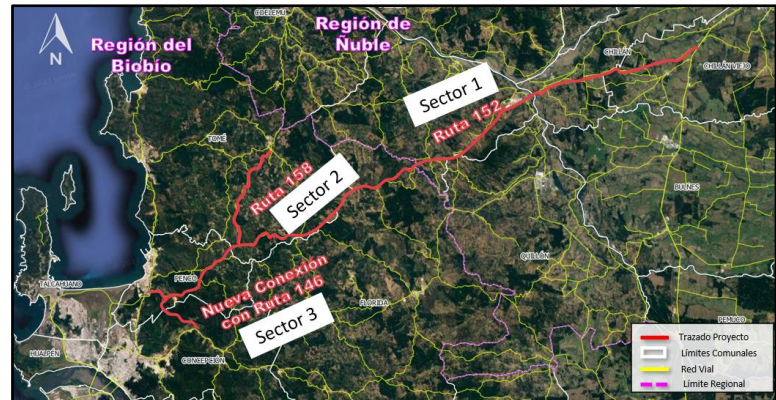 N
Región del
Biobío
COELEMU
Región de
Ñuble
CHILLÁN
CHILLÁN VIEJO
Sector 1
Ruta 152
TOMÉ
Ruta 158
Sector 2
BULNES
QUILLÓN
PENCO
TALCAHUANO
Nueva Conexión
con Ruta 146
FLORIDA
Sector 3
PEMUCO
HUALPÉN
CONCEPCIÓN
Trazado Proyecto
Límites Comunales
Red Vial
Límite Regional